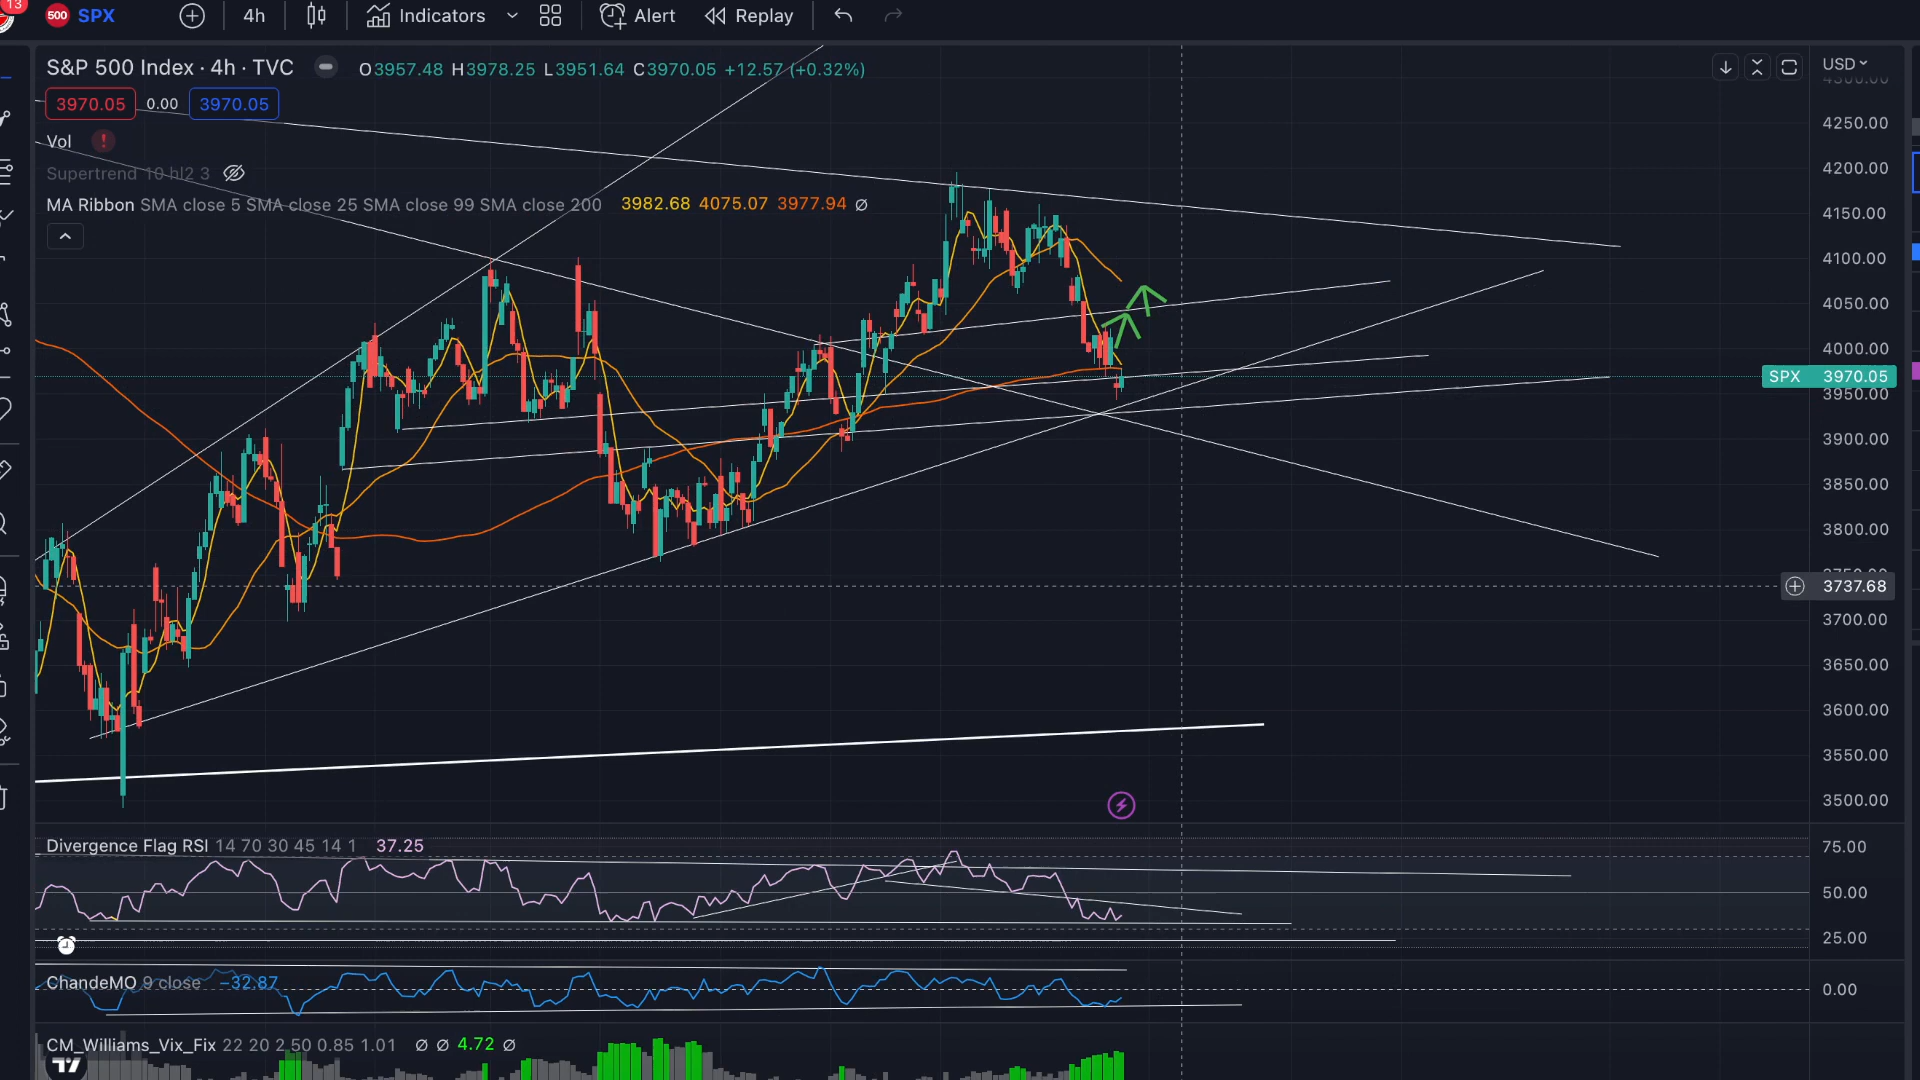 13
500 SPX 4h Indicators Alert Replay
S&P 500 Index · 4h · TVC O3957.48 H3978.25 L3951.64 C3970.05 +12.57 (+0.32%)
USD
3970.05 0.00 3970.05
4250.00
Vol !
4200.00
Supertrend 10 hl2 3
MA Ribbon SMA close 5 SMA close 25 SMA close 99 SMA close 200 3982.68 4075.07 3977.94 ∅
4150.00
4100.00
4050.00
4000.00
SPX 3970.05
3950.00
3900.00
3850.00
3800.00
3737.68
3700.00
3650.00
3600.00
3550.00
3500.00
Divergence Flag RSI 14 70 30 45 14 1 37.25
75.00
50.00
25.00
ChandeMO 9 close −32.87
0.00
CM_Williams_Vix_Fix 22 20 2.50 0.85 1.01 ∅ ∅ 4.72 ∅